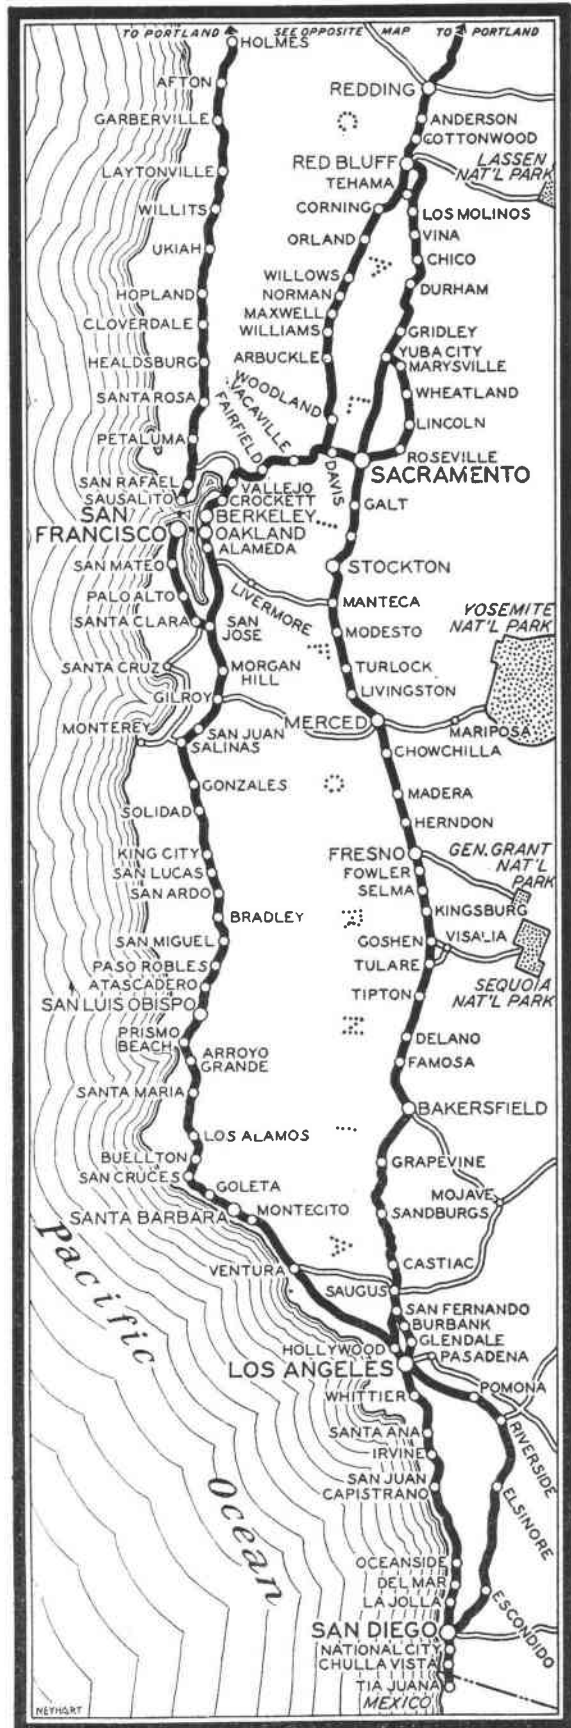 TO PORTLAND SEE OPPOSITE MAP TO PORTLAND
HOLMES
AFTON
REDDING
GARBERVILLE
ANDERSON
COTTONWOOD
RED BLUFF
LASSEN
NAT'L PARK
LAYTONVILLE
TEHAMA
WILLITS
CORNING
LOS MOLINOS
UKIAH
ORLAND
VINA
CHICO
WILLOWS
DURHAM
HOPLAND
NORMAN
MAXWELL
CLOVERDALE
WILLIAMS
GRIDLEY
HEALDSBURG
ARBUCKLE
YUBA CITY
MARYSVILLE
SANTA ROSA
WOODLAND
WHEATLAND
VACAVILLE
FAIRFIELD
LINCOLN
PETALUMA
DAVIS
ROSEVILLE
SACRAMENTO
SAN RAFAEL
VALLEJO
SAUSALITO
CROCKETT
GALT
SAN
FRANCISCO
BERKELEY
OAKLAND
ALAMEDA
SAN MATEO
STOCKTON
LIVERMORE
PALO ALTO
MANTECA
YOSEMITE
NAT'L PARK
SANTA CLARA
SAN
JOSE
MODESTO
SANTA CRUZ
MORGAN
HILL
TURLOCK
GILROY
LIVINGSTON
MONTEREY
SAN JUAN
MERCED
MARIPOSA
SALINAS
CHOWCHILLA
GONZALES
MADERA
SOLIDAD
HERNDON
KING CITY
FRESNO
GEN. GRANT
NAT'L
PARK
SAN LUCAS
FOWLER
SAN ARDO
SELMA
BRADLEY
KINGSBURG
SAN MIGUEL
GOSHEN
VISALIA
PASO ROBLES
TULARE
ATASCADERO
SEQUOIA
NAT'L PARK
SAN LUIS OBISPO
TIPTON
PRISMO
BEACH
DELANO
ARROYO
GRANDE
FAMOSA
SANTA MARIA
BAKERSFIELD
LOS ALAMOS
BUELLTON
GRAPEVINE
SAN CRUCES
GOLETA
MOJAVE
SANTA BARBARA
MONTECITO
SANDBURGS
CALIFORNIA
Pacific
Ocean
VENTURA
CASTIAC
SAUGUS
SAN FERNANDO
BURBANK
HOLLYWOOD
GLENDALE
LOS ANGELES
PASADENA
WHITTIER
POMONA
SANTA ANA
RIVERSIDE
IRVINE
SAN JUAN
CAPISTRANO
ELSINORE
OCEANSIDE
DEL MAR
LA JOLLA
ESCONDIDO
SAN DIEGO
NATIONAL CITY
CHULLA VISTA
TIA JUANA
MEXICO
NEYHART